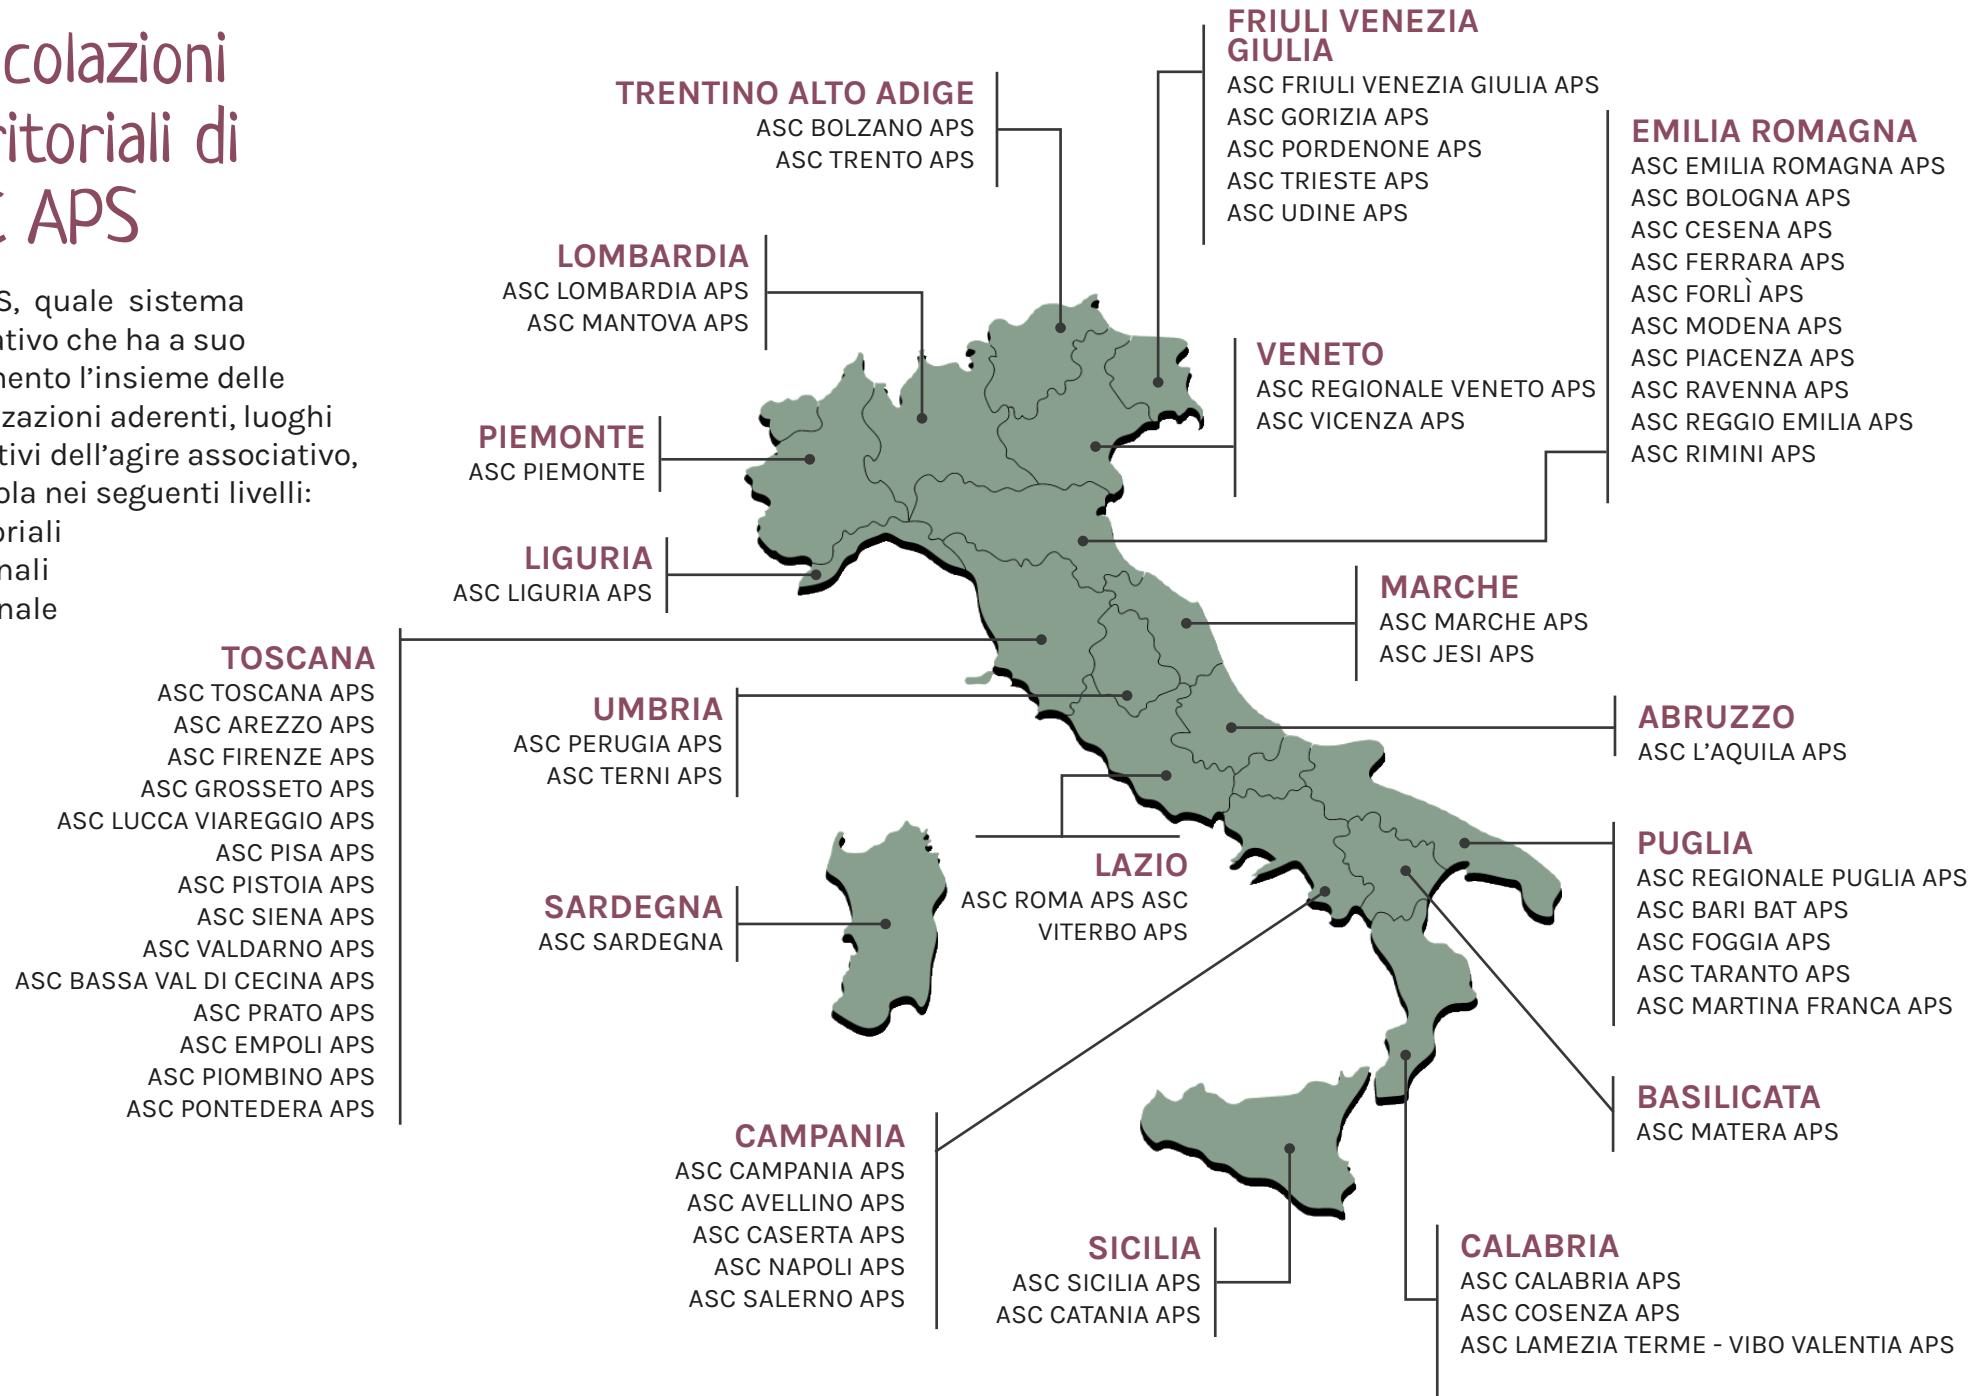 colazioni
ritoriali di
APS
S, quale sistema
ativo che ha a suo
mento l'insieme delle
zazioni aderenti, luoghi
tivi dell'agire associativo,
ola nei seguenti livelli:
oriali
nali
nale
TRENTINO ALTO ADIGE
ASC BOLZANO APS
ASC TRENTO APS
FRIULI VENEZIA
GIULIA
ASC FRIULI VENEZIA GIULIA APS
ASC GORIZIA APS
ASC PORDENONE APS
ASC TRIESTE APS
ASC UDINE APS
EMILIA ROMAGNA
ASC EMILIA ROMAGNA APS
ASC BOLOGNA APS
ASC CESENA APS
ASC FERRARA APS
ASC FORLÌ APS
ASC MODENA APS
ASC PIACENZA APS
ASC RAVENNA APS
ASC REGGIO EMILIA APS
ASC RIMINI APS
LOMBARDIA
ASC LOMBARDIA APS
ASC MANTOVA APS
VENETO
ASC REGIONALE VENETO APS
ASC VICENZA APS
PIEMONTE
ASC PIEMONTE
LIGURIA
ASC LIGURIA APS
MARCHE
ASC MARCHE APS
ASC JESI APS
TOSCANA
ASC TOSCANA APS
ASC AREZZO APS
ASC FIRENZE APS
ASC GROSSETO APS
ASC LUCCA VIAREGGIO APS
ASC PISA APS
ASC PISTOIA APS
ASC SIENA APS
ASC VALDARNO APS
ASC BASSA VAL DI CECINA APS
ASC PRATO APS
ASC EMPOLI APS
ASC PIOMBINO APS
ASC PONTEDERA APS
UMBRIA
ASC PERUGIA APS
ASC TERNI APS
ABRUZZO
ASC L'AQUILA APS
LAZIO
ASC ROMA APS ASC
VITERBO APS
SARDEGNA
ASC SARDEGNA
PUGLIA
ASC REGIONALE PUGLIA APS
ASC BARI BAT APS
ASC FOGGIA APS
ASC TARANTO APS
ASC MARTINA FRANCA APS
BASILICATA
ASC MATERA APS
CAMPANIA
ASC CAMPANIA APS
ASC AVELLINO APS
ASC CASERTA APS
ASC NAPOLI APS
ASC SALERNO APS
SICILIA
ASC SICILIA APS
ASC CATANIA APS
CALABRIA
ASC CALABRIA APS
ASC COSENZA APS
ASC LAMEZIA TERME - VIBO VALENTIA APS